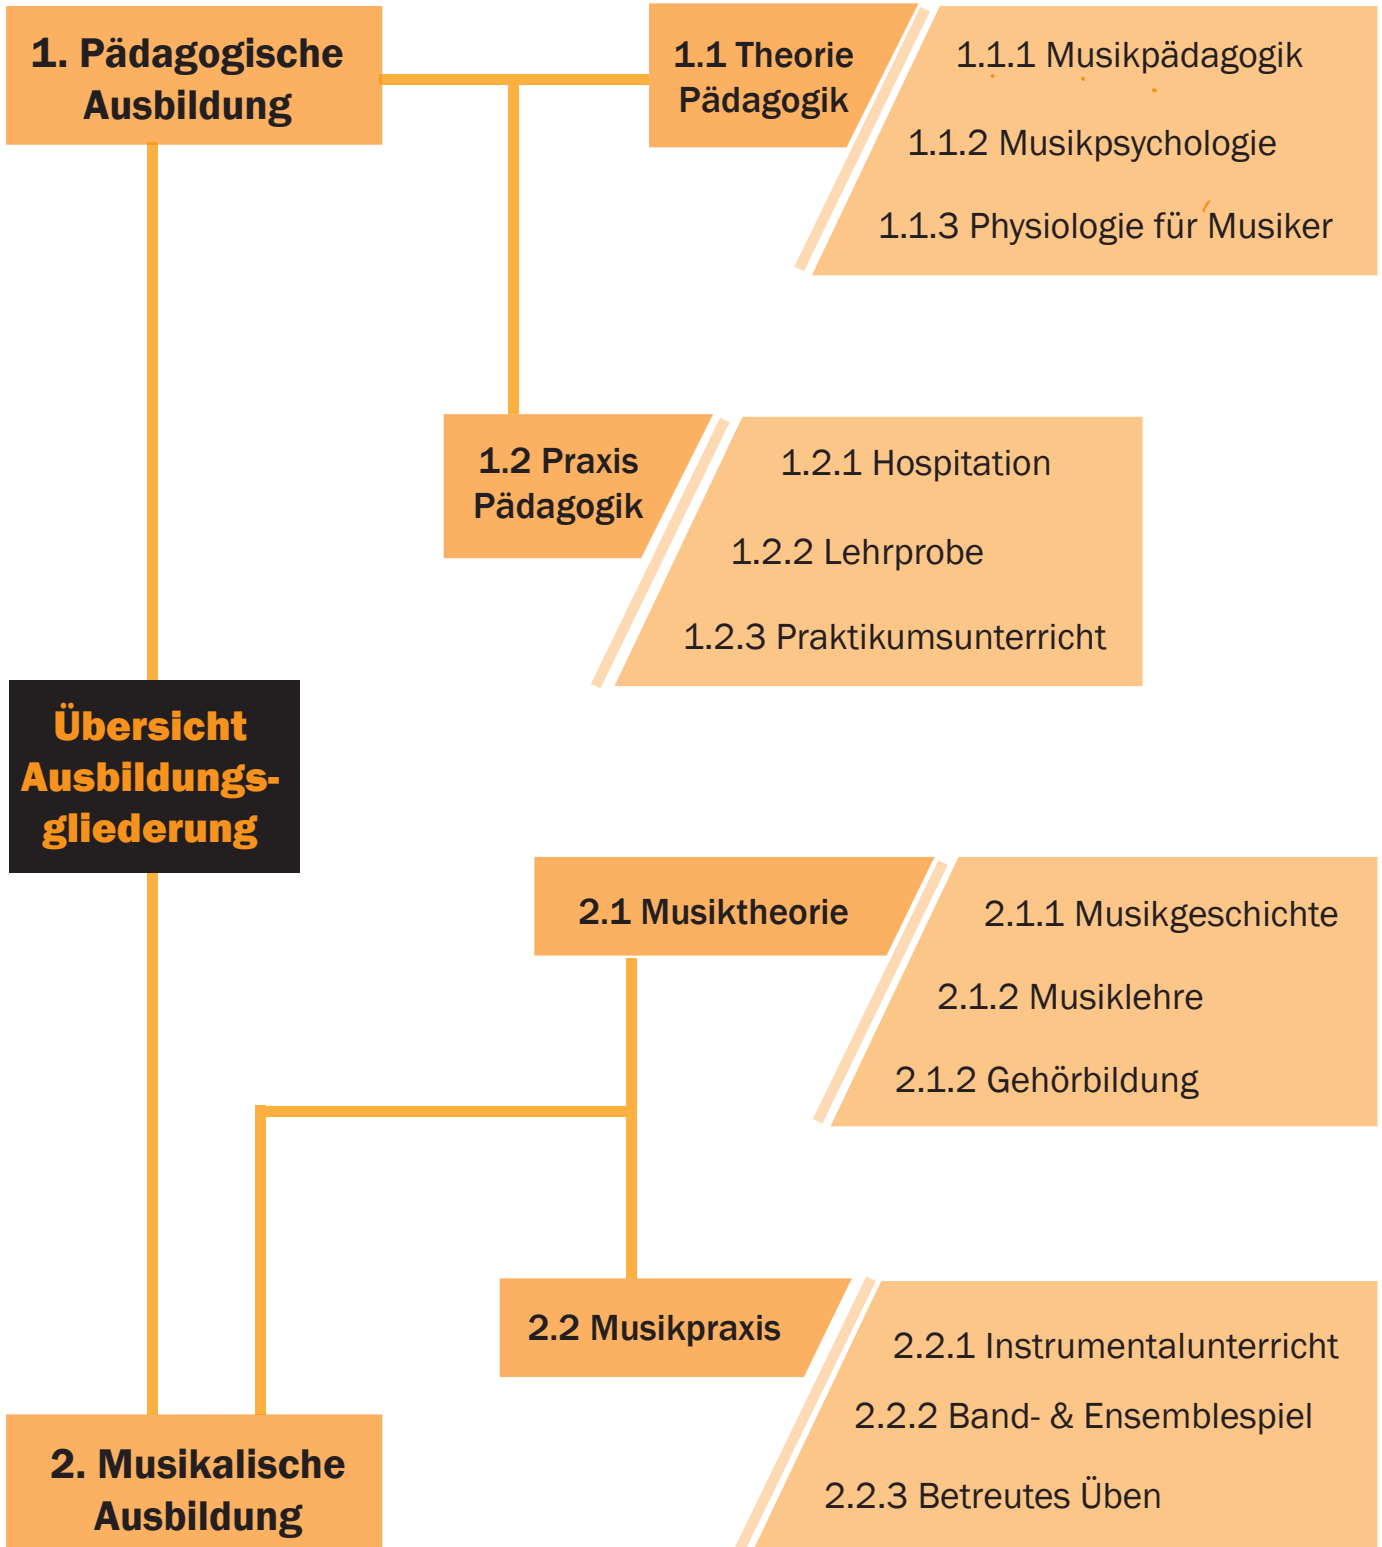 1. Pädagogische
Ausbildung
1.1 Theorie
Pädagogik
1.1.1 Musikpädagogik
1.1.2 Musikpsychologie
1.1.3 Physiologie für Musiker
1.2 Praxis
Pädagogik
1.2.1 Hospitation
1.2.2 Lehrprobe
1.2.3 Praktikumsunterricht
Übersicht
Ausbildungs-
gliederung
2.1 Musiktheorie
2.1.1 Musikgeschichte
2.1.2 Musiklehre
2.1.2 Gehörbildung
2.2 Musikpraxis
2.2.1 Instrumentalunterricht
2.2.2 Band- & Ensemblespiel
2.2.3 Betreutes Üben
2. Musikalische
Ausbildung